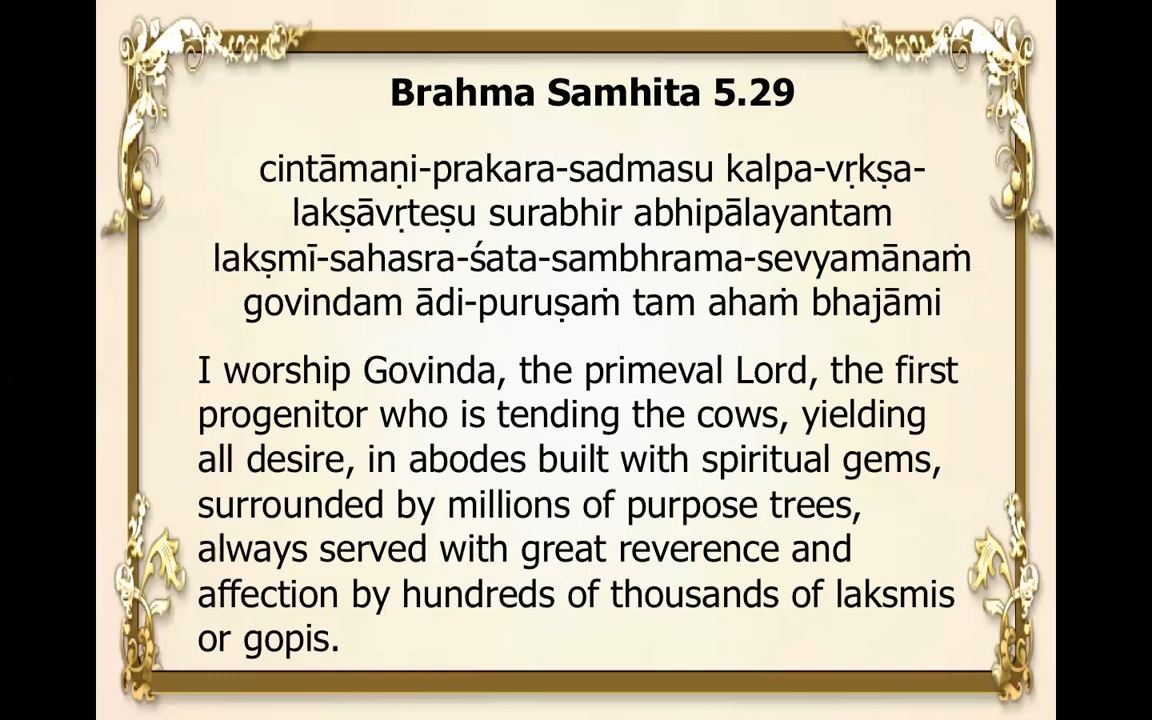 Brahma Samhita 5.29
cintāmaṇi-prakara-sadmasu kalpa-vṛkṣa-
lakṣāvṛteṣu surabhir abhipālayantam
lakṣmī-sahasra-śata-sambhrama-sevyamānaṁ
govindam ādi-puruṣaṁ tam ahaṁ bhajāmi
I worship Govinda, the primeval Lord, the first
progenitor who is tending the cows, yielding
all desire, in abodes built with spiritual gems,
surrounded by millions of purpose trees,
always served with great reverence and
affection by hundreds of thousands of laksmis
or gopis.